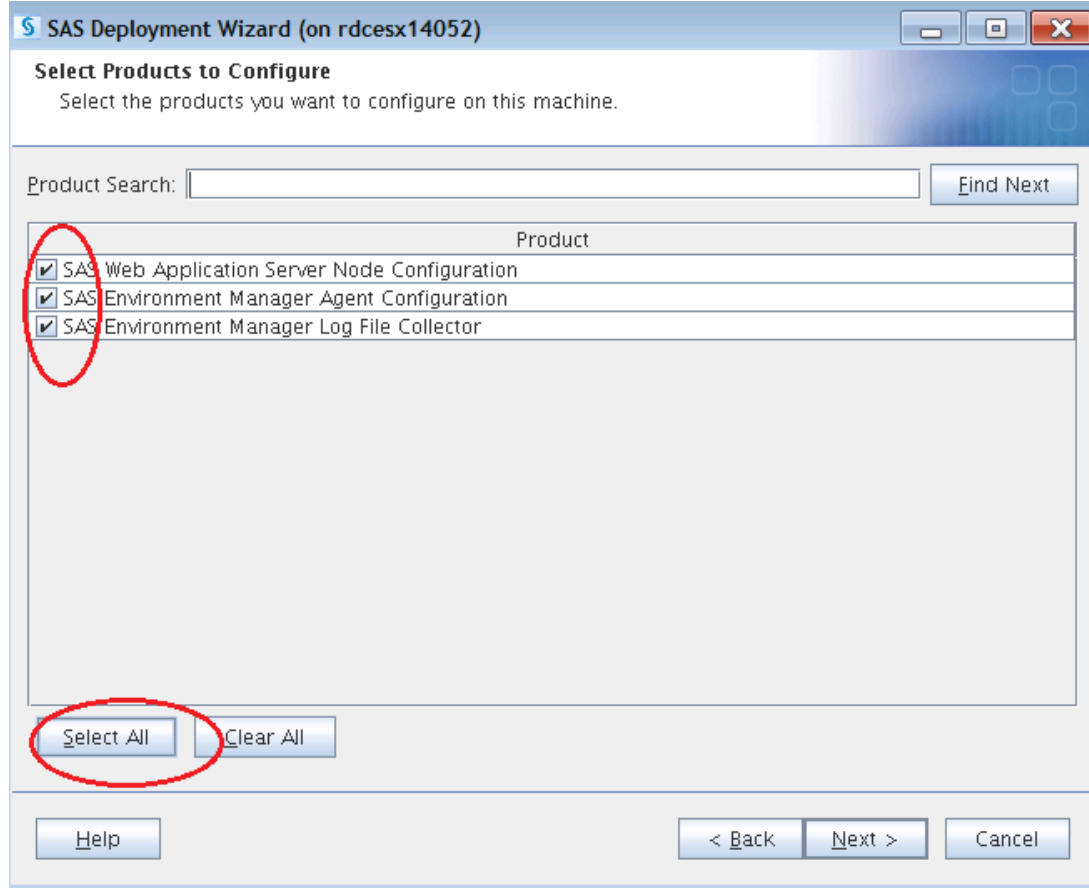 SAS Deployment Wizard (on rdcesx14052)
Select Products to Configure
Select the products you want to configure on this machine.
Product Search:
Find Next
Product
SAS Web Application Server Node Configuration
SAS Environment Manager Agent Configuration
SAS Environment Manager Log File Collector
Select All
Clear All
Help
< Back
Next >
Cancel